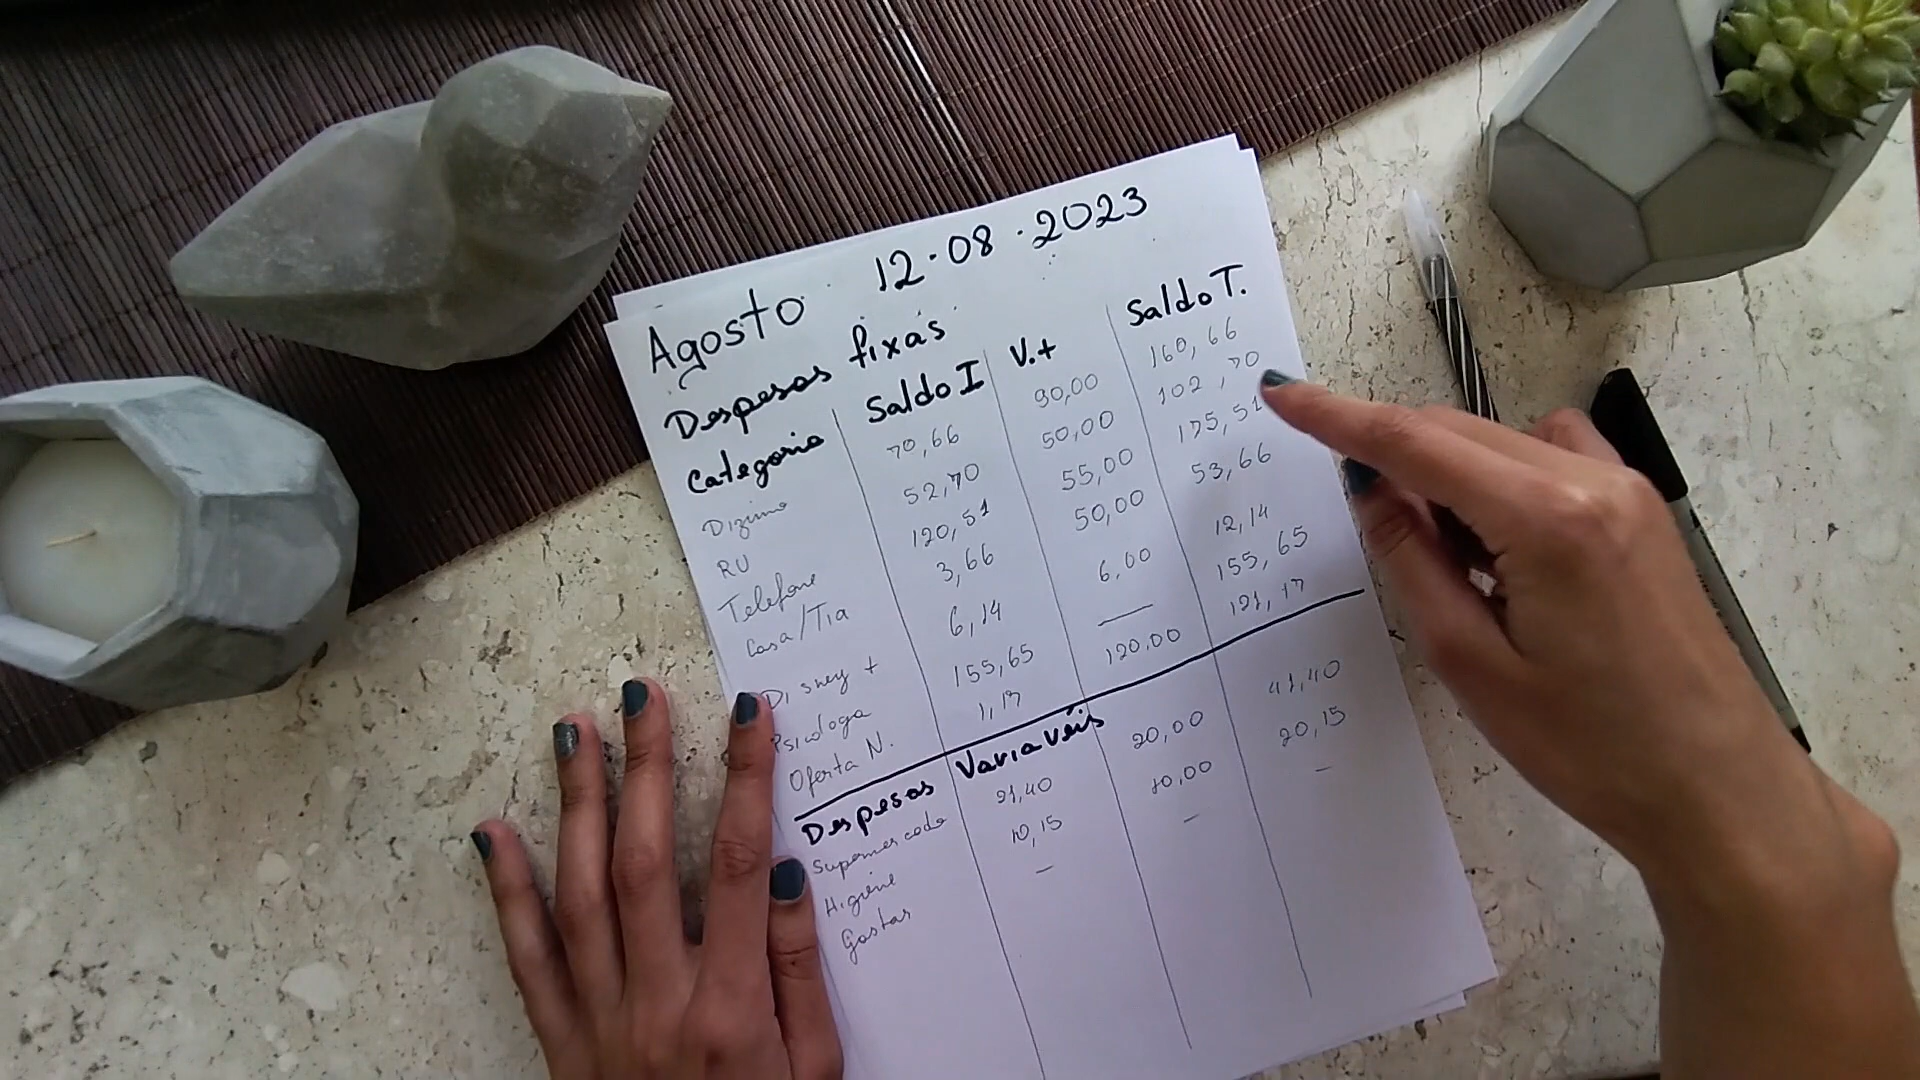 Agosto 12.08.2023
Despesas fixas
Categoria Saldo I V.+ Saldo T.
Dizimo 70,66 90,00 160,66
RU 52,70 50,00 102,70
Telefone 120,51 55,00 175,51
Casa/Tia 3,66 50,00 53,66
Disney + 6,14 6,00 12,14
Psicologa 155,65 — 155,65
Oferta N. 1,17 120,00 121,17
Despesas Variavéis
Supermercado 21,40 20,00 41,40
Higiene 10,15 10,00 20,15
Gastar — — —